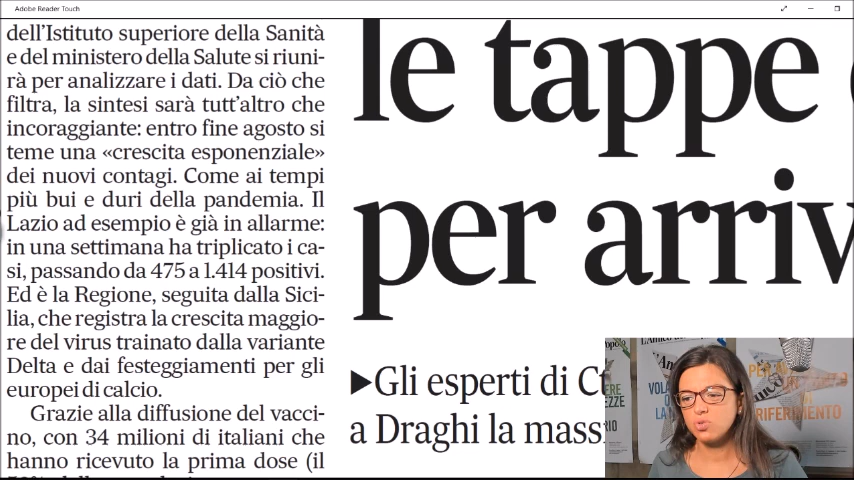 Adobe Reader Touch
dell'Istituto superiore della Sanità
e del ministero della Salute si riuni-
rà per analizzare i dati. Da ciò che
filtra, la sintesi sarà tutt'altro che
incoraggiante: entro fine agosto si
teme una «crescita esponenziale»
dei nuovi contagi. Come ai tempi
più bui e duri della pandemia. Il
Lazio ad esempio è già in allarme:
in una settimana ha triplicato i ca-
si, passando da 475 a 1.414 positivi.
Ed è la Regione, seguita dalla Sici-
lia, che registra la crescita maggio-
re del virus trainato dalla variante
Delta e dai festeggiamenti per gli
europei di calcio.
Grazie alla diffusione del vacci-
no, con 34 milioni di italiani che
hanno ricevuto la prima dose (il
le tappe
per arriv
▶Gli esperti di C
a Draghi la mass
RIFERIMENTO